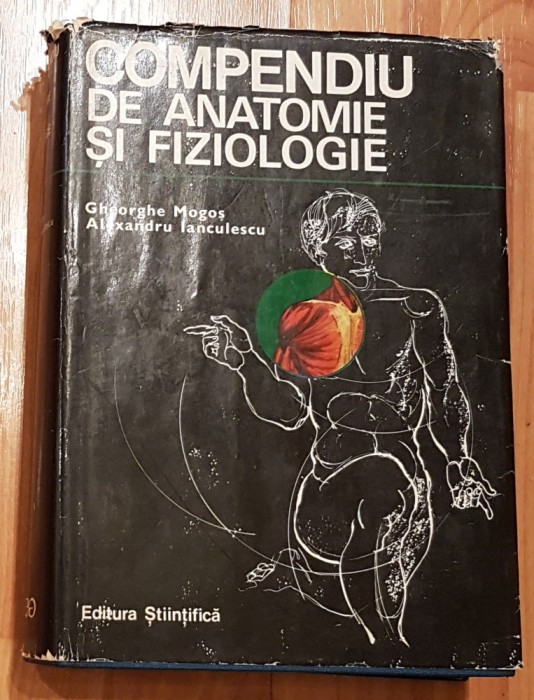 COMPENDIU
DE ANATOMIE
ȘI FIZIOLOGIE
Gheorghe Mogoș
Alexandru Ianculescu
Editura Științifică